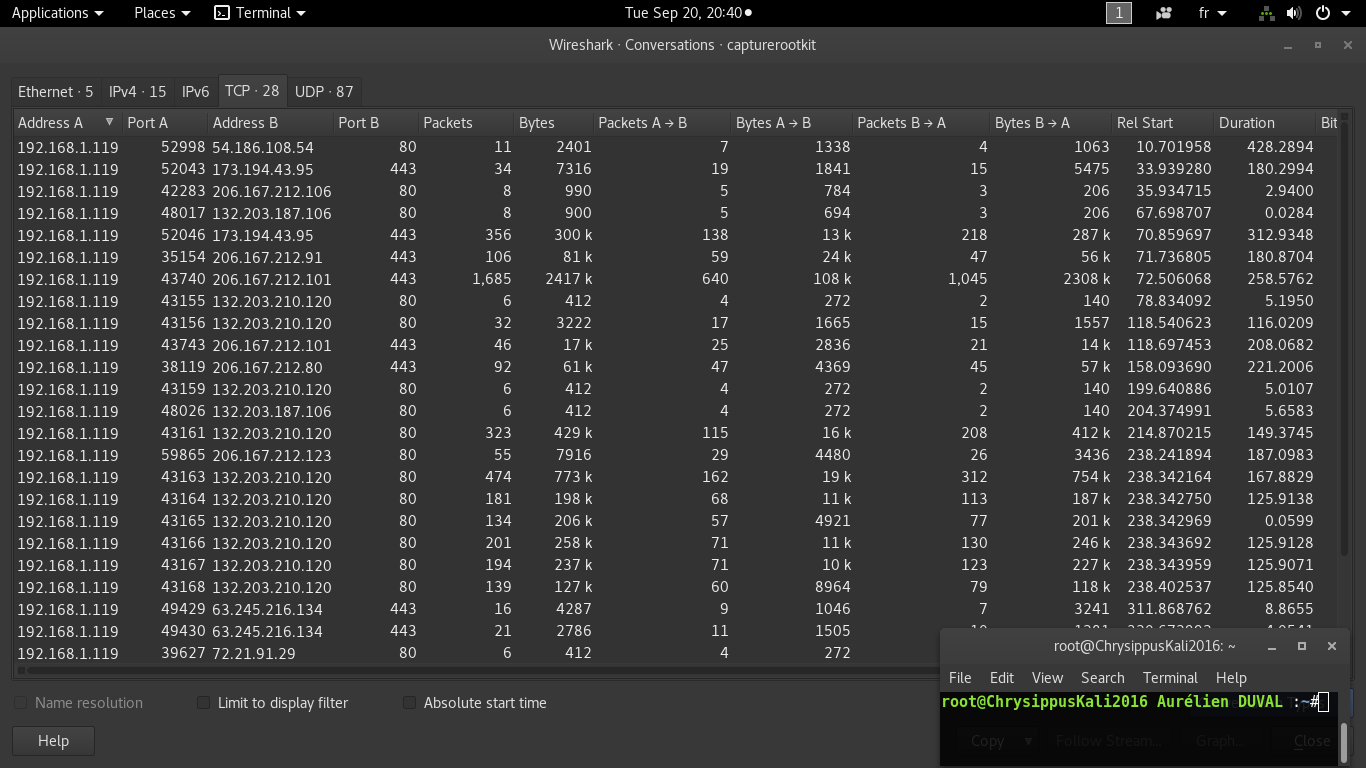 Applications Places Terminal Tue Sep 20, 20:40 1 fr
Wireshark · Conversations · capturerootkit
Ethernet · 5 IPv4 · 15 IPv6 TCP · 28 UDP · 87
Address A Port A Address B Port B Packets Bytes Packets A → B Bytes A → B Packets B → A Bytes B → A Rel Start Duration Bit
192.168.1.119 52998 54.186.108.54 80 11 2401 7 1338 4 1063 10.701958 428.2894
192.168.1.119 52043 173.194.43.95 443 34 7316 19 1841 15 5475 33.939280 180.2994
192.168.1.119 42283 206.167.212.106 80 8 990 5 784 3 206 35.934715 2.9400
192.168.1.119 48017 132.203.187.106 80 8 900 5 694 3 206 67.698707 0.0284
192.168.1.119 52046 173.194.43.95 443 356 300 k 138 13 k 218 287 k 70.859697 312.9348
192.168.1.119 35154 206.167.212.91 443 106 81 k 59 24 k 47 56 k 71.736805 180.8704
192.168.1.119 43740 206.167.212.101 443 1,685 2417 k 640 108 k 1,045 2308 k 72.506068 258.5762
192.168.1.119 43155 132.203.210.120 80 6 412 4 272 2 140 78.834092 5.1950
192.168.1.119 43156 132.203.210.120 80 32 3222 17 1665 15 1557 118.540623 116.0209
192.168.1.119 43743 206.167.212.101 443 46 17 k 25 2836 21 14 k 118.697453 208.0682
192.168.1.119 38119 206.167.212.80 443 92 61 k 47 4369 45 57 k 158.093690 221.2006
192.168.1.119 43159 132.203.210.120 80 6 412 4 272 2 140 199.640886 5.0107
192.168.1.119 48026 132.203.187.106 80 6 412 4 272 2 140 204.374991 5.6583
192.168.1.119 43161 132.203.210.120 80 323 429 k 115 16 k 208 412 k 214.870215 149.3745
192.168.1.119 59865 206.167.212.123 80 55 7916 29 4480 26 3436 238.241894 187.0983
192.168.1.119 43163 132.203.210.120 80 474 773 k 162 19 k 312 754 k 238.342164 167.8829
192.168.1.119 43164 132.203.210.120 80 181 198 k 68 11 k 113 187 k 238.342750 125.9138
192.168.1.119 43165 132.203.210.120 80 134 206 k 57 4921 77 201 k 238.342969 0.0599
192.168.1.119 43166 132.203.210.120 80 201 258 k 71 11 k 130 246 k 238.343692 125.9128
192.168.1.119 43167 132.203.210.120 80 194 237 k 71 10 k 123 227 k 238.343959 125.9071
192.168.1.119 43168 132.203.210.120 80 139 127 k 60 8964 79 118 k 238.402537 125.8540
192.168.1.119 49429 63.245.216.134 443 16 4287 9 1046 7 3241 311.868762 8.8655
192.168.1.119 49430 63.245.216.134 443 21 2786 11 1505
192.168.1.119 39627 72.21.91.29 80 6 412 4 272
root@ChrysippusKali2016: ~
File Edit View Search Terminal Help
root@ChrysippusKali2016 Aurélien DUVAL :~#
Name resolution Limit to display filter Absolute start time
Help Copy Follow Stream... Graph... Close